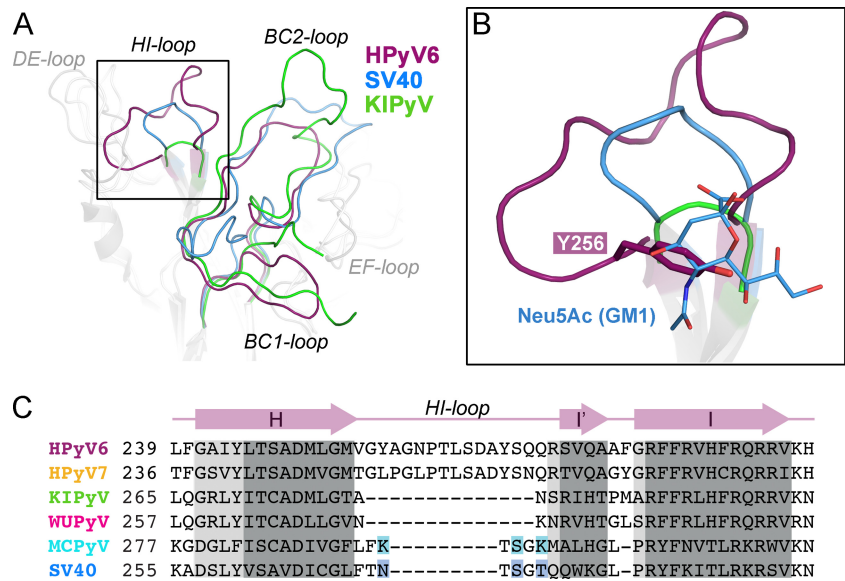 A
DE-loop
HI-loop
BC2-loop
HPyV6
SV40
KIPyV
EF-loop
BC1-loop
B
Y256
Neu5Ac (GM1)
C
H HI-loop I' I
HPyV6 239 LFGAIYLTSADMLGMVGYAGNPTLSDAYSQQRSVQAAFGRFFRVHFRQRRVKH
HPyV7 236 TFGSVYLTSADMVGMTGLPGLPTLSADYSNQRTVQAGYGRFFRVHCRQRRIKH
KIPyV 265 LQGRLYITCADMLGTA--------------NSRIHTPMARFFRLHFRQRRVKN
WUPyV 257 LQGRLYITCADLLGVN--------------KNRVHTGLSRFFRLHCRQRRVKN
MCPyV 277 KGDGLFISCADIVGFLFK---------TSGKMALHGL-PRYFNVTLRKRWVKN
SV40 255 KADSLYVSAVDICGLFTN---------TSGTQQWKGL-PRYFKITLRKRSVKN